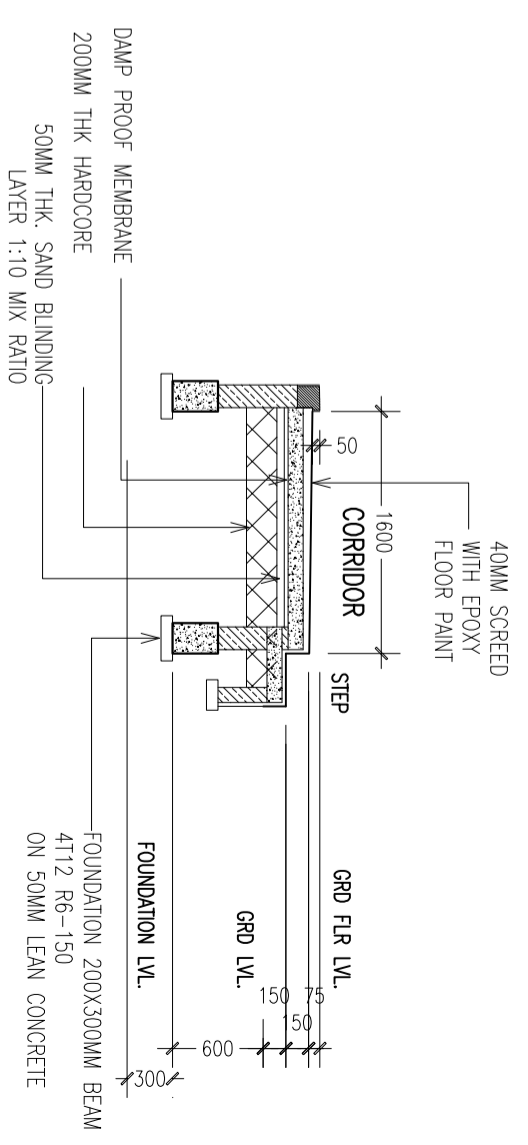 40MM SCREED
WITH EPOXY
FLOOR PAINT
1600
50
CORRIDOR
STEP
GRD FLR LVL.
75
150
150
GRD LVL.
600
FOUNDATION LVL.
300
FOUNDATION 200X300MM BEAM
4T12 R6-150
ON 50MM LEAN CONCRETE
DAMP PROOF MEMBRANE
200MM THK HARDCORE
50MM THK. SAND BLINDING
LAYER 1:10 MIX RATIO